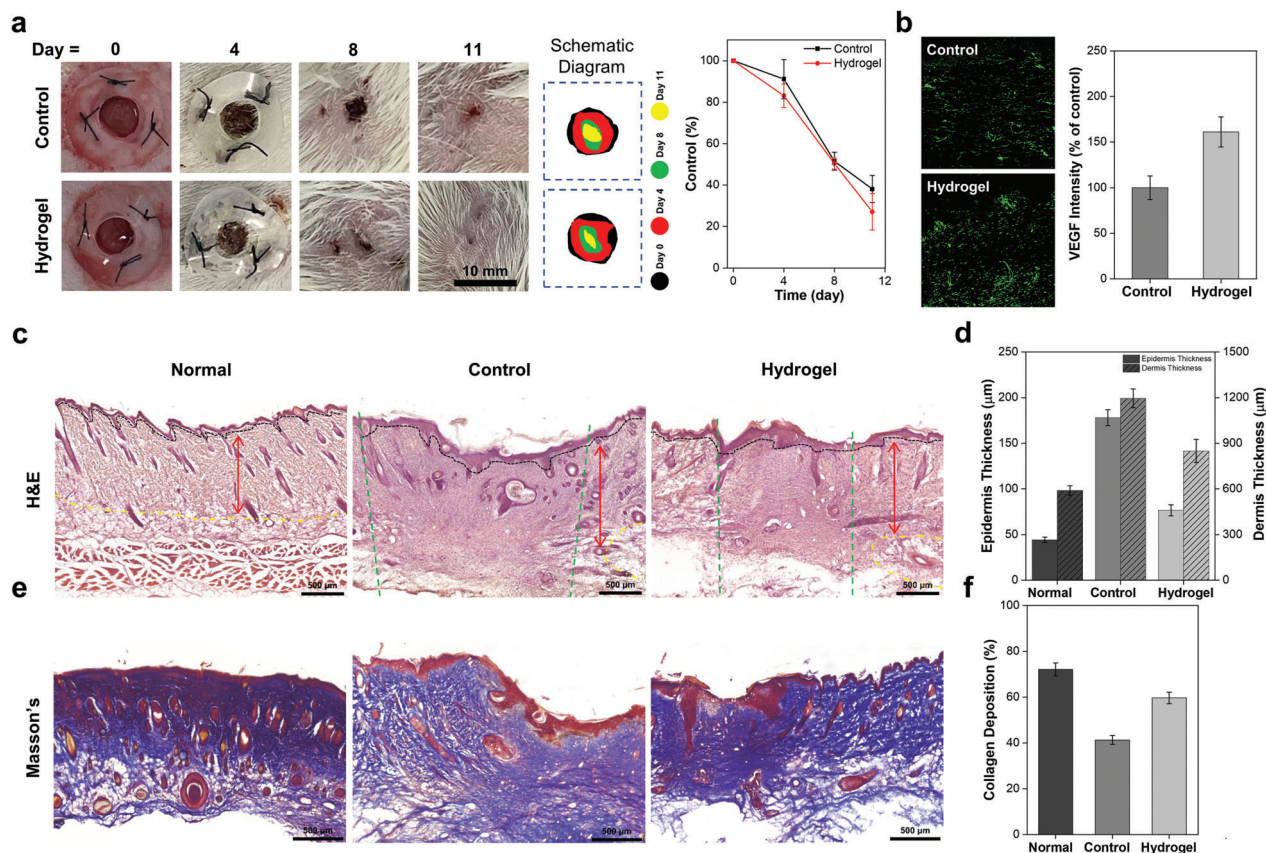 a
Day = 0 4 8 11
Control
Hydrogel
10 mm
Schematic
Diagram
Day 11
Day 8
Day 4
Day 0
Control
Hydrogel
Control (%)
100
80
60
40
20
0
0 4 8 12
Time (day)
b
Control
Hydrogel
VEGF Intensity (% of control)
250
200
150
100
50
0
Control Hydrogel
c
Normal Control Hydrogel
H&E
500 µm
500 µm
500 µm
d
Epidermis Thickness
Dermis Thickness
Epidermis Thickness (µm)
250
200
150
100
50
0
Dermis Thickness (µm)
1500
1200
900
600
300
0
Normal Control Hydrogel
e
Masson's
500 µm
500 µm
500 µm
f
Collagen Deposition (%)
100
80
60
40
20
0
Normal Control Hydrogel